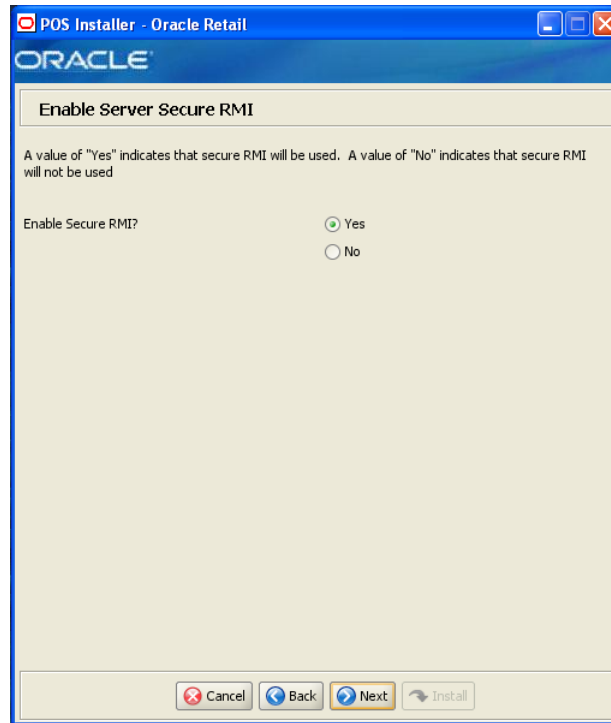 POS Installer - Oracle Retail
ORACLE
Enable Server Secure RMI
A value of "Yes" indicates that secure RMI will be used. A value of "No" indicates that secure RMI
will not be used
Enable Secure RMI?
Yes
No
Cancel
Back
Next
Install